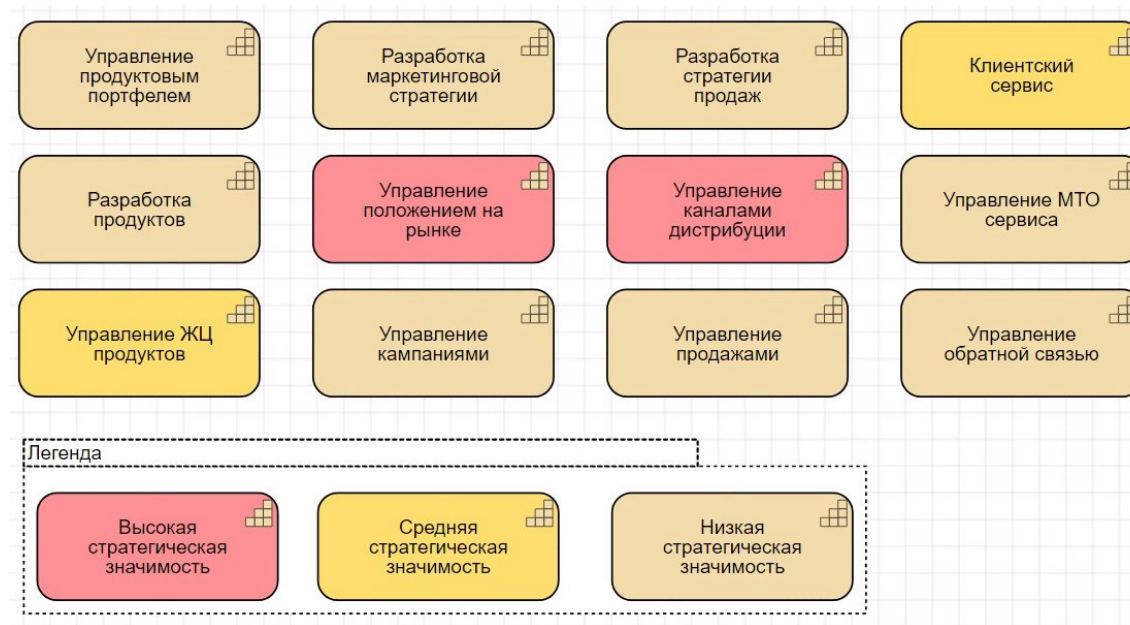 Управление
продуктовым
портфелем
Разработка
маркетинговой
стратегии
Разработка
стратегии
продаж
Клиентский
сервис
Разработка
продуктов
Управление
положением на
рынке
Управление
каналами
дистрибуции
Управление МТО
сервиса
Управление ЖЦ
продуктов
Управление
кампаниями
Управление
продажами
Управление
обратной связью
Легенда
Высокая
стратегическая
значимость
Средняя
стратегическая
значимость
Низкая
стратегическая
значимость